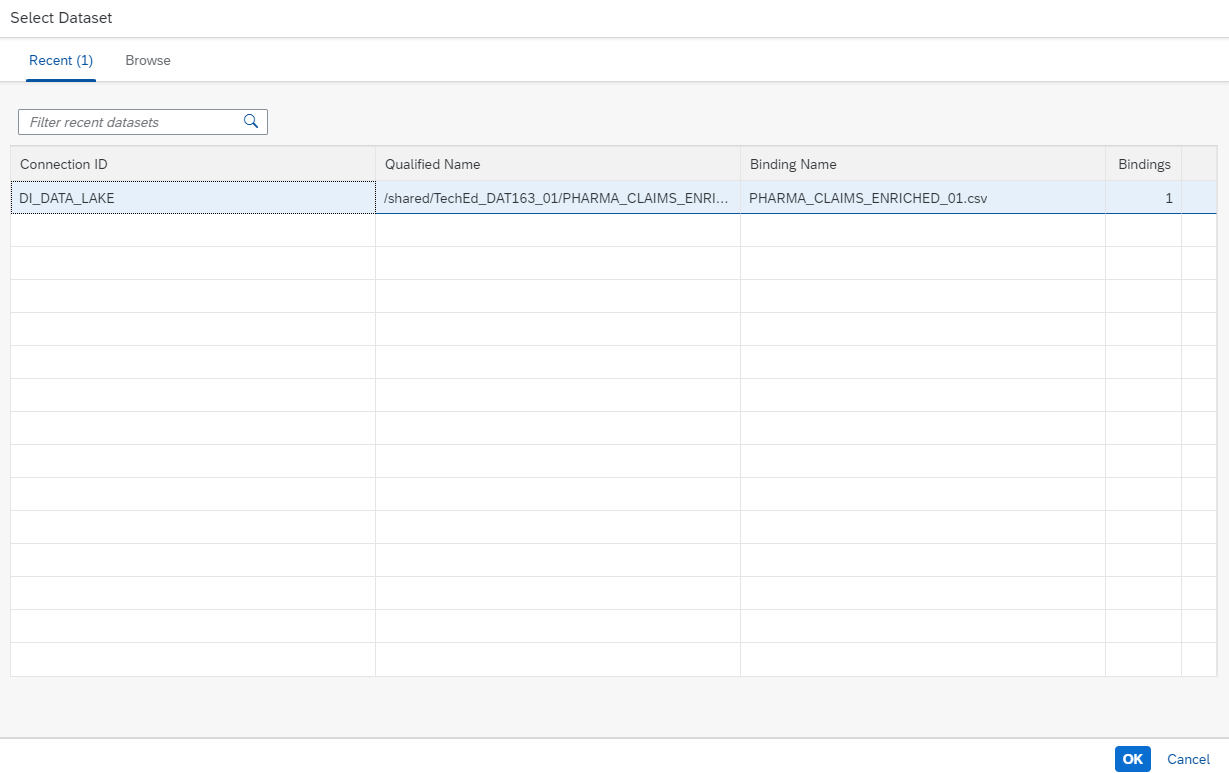 Select Dataset
Recent (1) Browse
Filter recent datasets
Connection ID Qualified Name Binding Name Bindings
DI_DATA_LAKE /shared/TechEd_DAT163_01/PHARMA_CLAIMS_ENRI... PHARMA_CLAIMS_ENRICHED_01.csv 1
OK Cancel